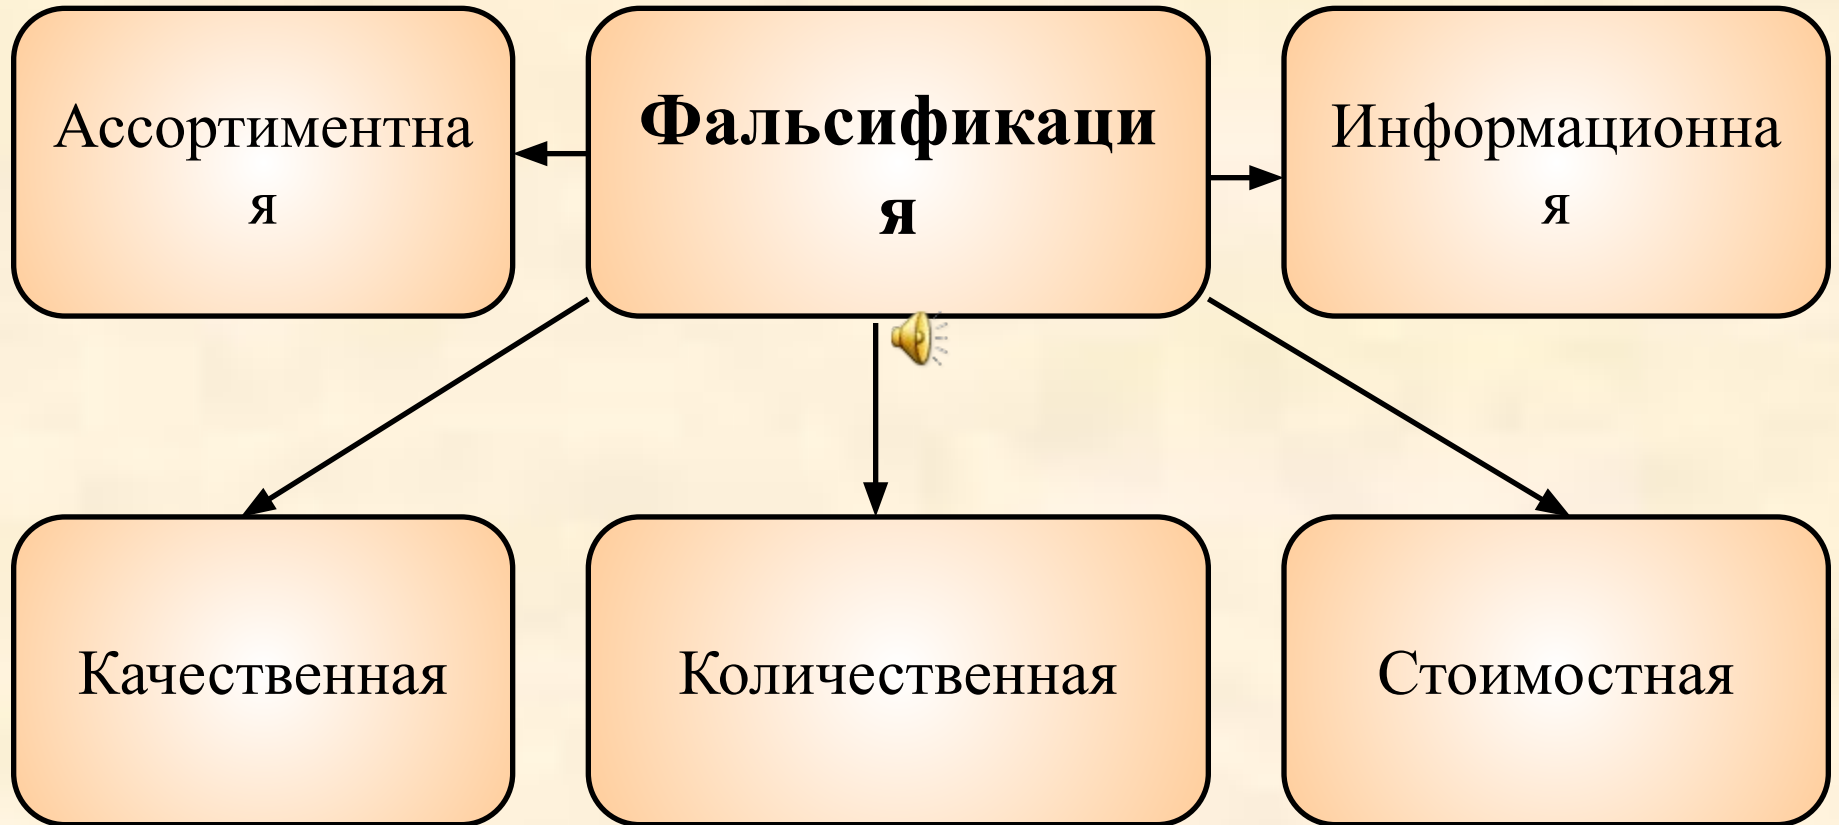 Ассортиментна
я
Фальсификаци
я
Информационна
я
Качественная
Количественная
Стоимостная